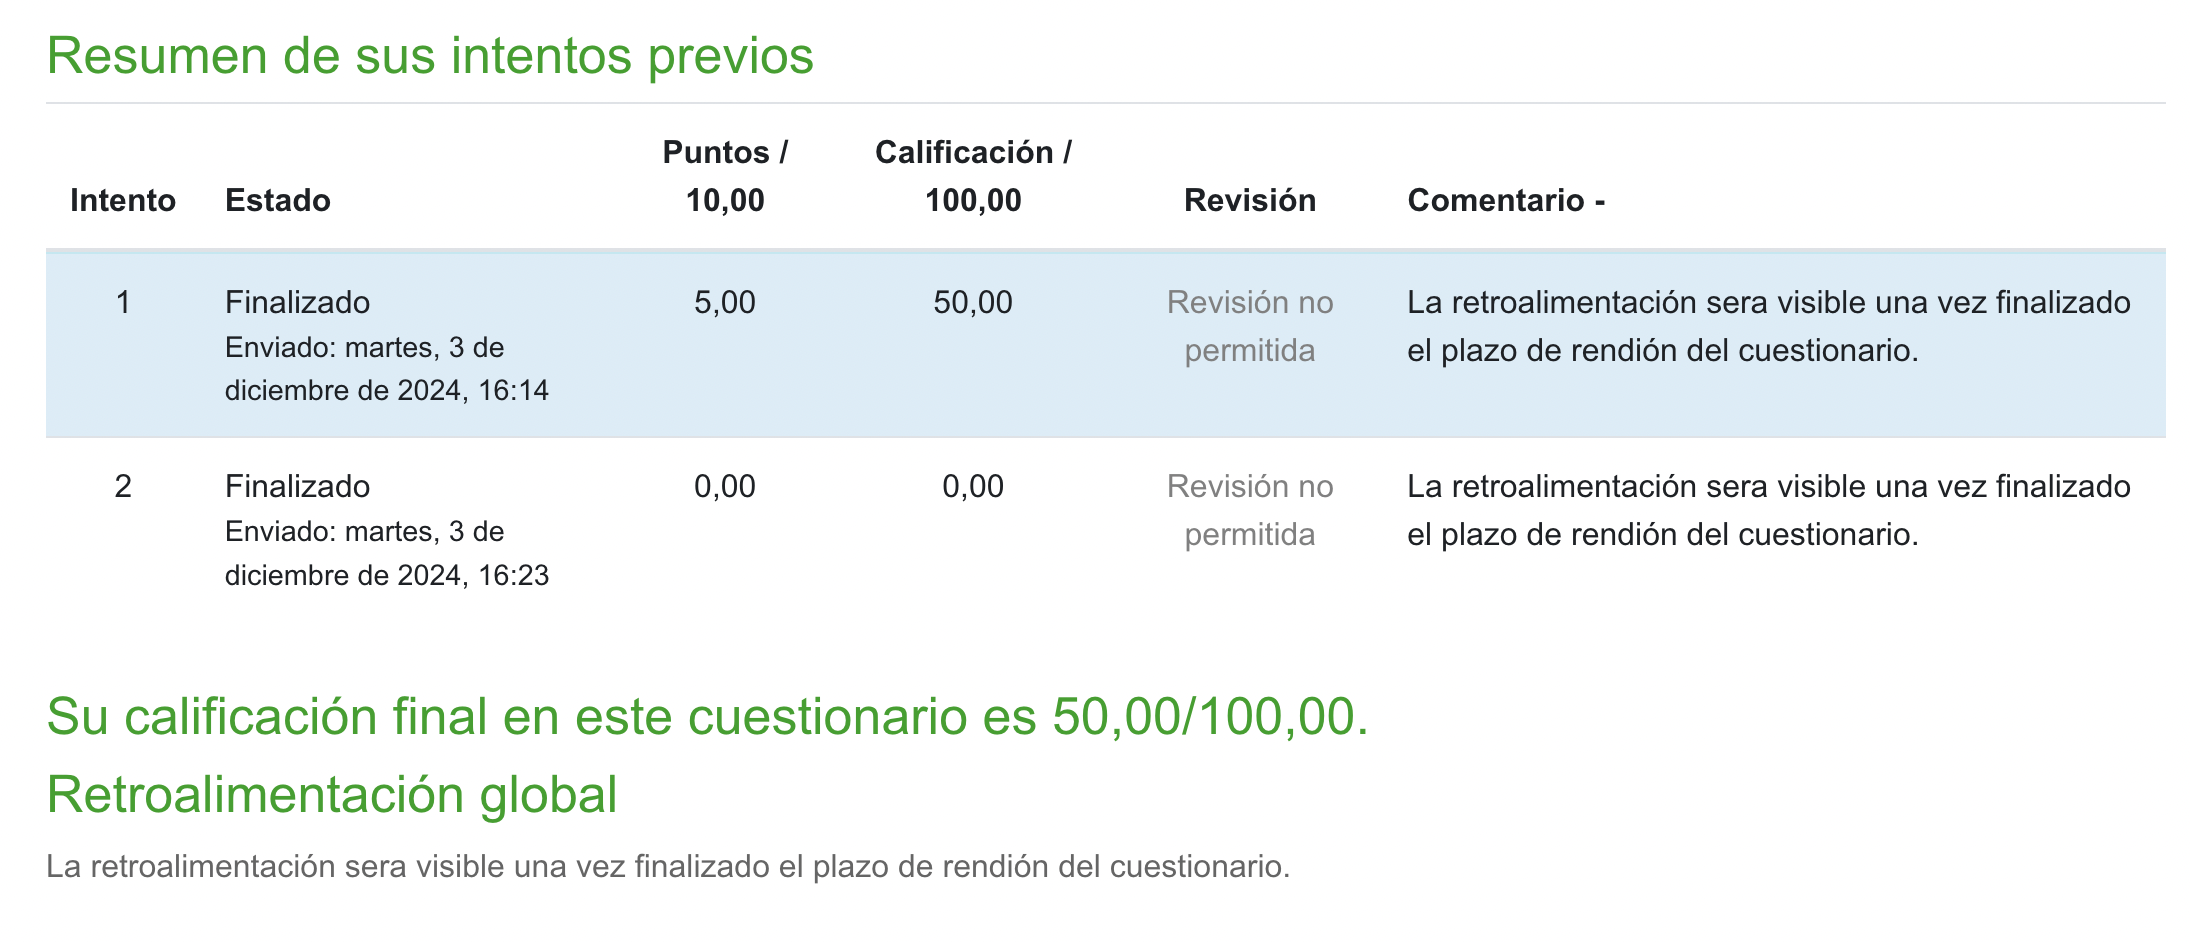 Resumen de sus intentos previos
Intento Estado Puntos / 10,00 Calificación / 100,00 Revisión Comentario -
1 Finalizado 5,00 50,00 Revisión no La retroalimentación sera visible una vez finalizado
Enviado: martes, 3 de permitida el plazo de rendión del cuestionario.
diciembre de 2024, 16:14
2 Finalizado 0,00 0,00 Revisión no La retroalimentación sera visible una vez finalizado
Enviado: martes, 3 de permitida el plazo de rendión del cuestionario.
diciembre de 2024, 16:23
Su calificación final en este cuestionario es 50,00/100,00.
Retroalimentación global
La retroalimentación sera visible una vez finalizado el plazo de rendión del cuestionario.